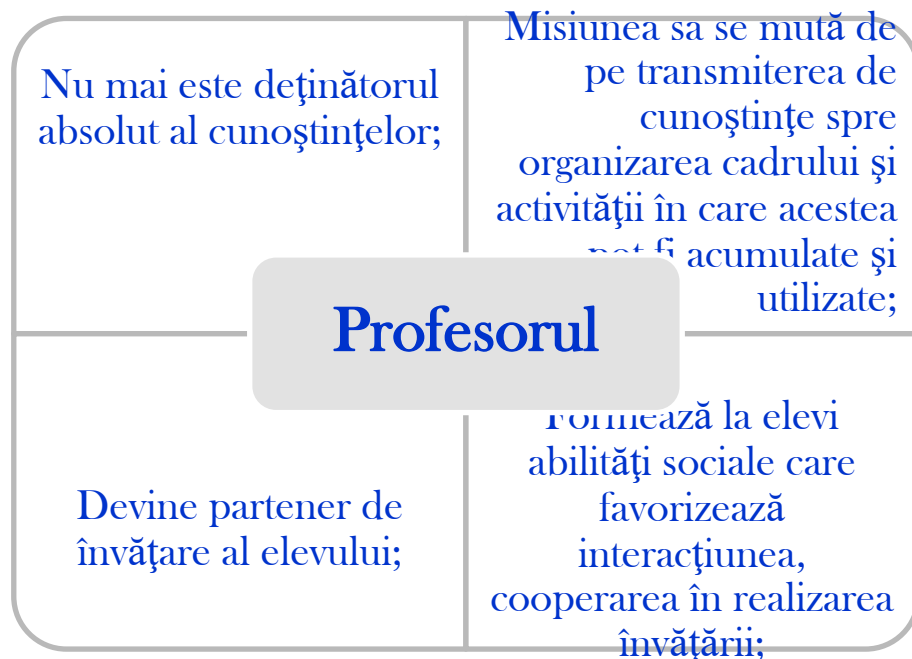 Nu mai este deţinătorul
absolut al cunoştinţelor;
Misiunea sa se mută de
pe transmiterea de
cunoştinţe spre
organizarea cadrului şi
activităţii în care acestea
pot fi acumulate şi
utilizate;
Profesorul
Devine partener de
învăţare al elevului;
Formează la elevi
abilităţi sociale care
favorizează
interacţiunea,
cooperarea în realizarea
învăţării;